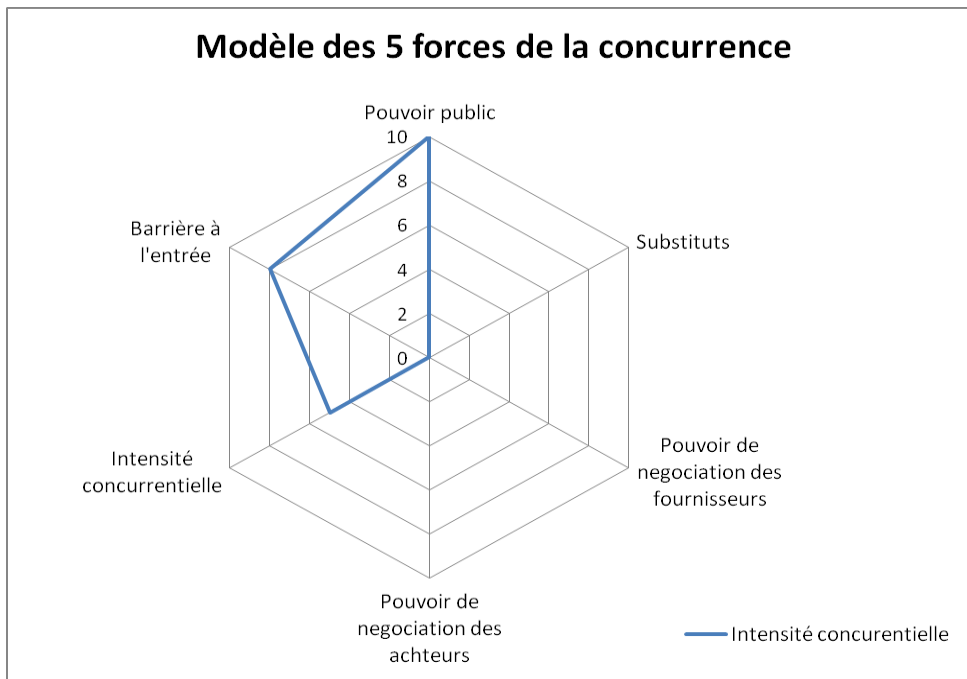 Modèle des 5 forces de la concurrence
Pouvoir public
10
8
6
4
2
0
Substituts
Pouvoir de
negociation des
fournisseurs
Pouvoir de
negociation des
achteurs
Intensité
concurrentielle
Barrière à
l'entrée
Intensité concurentielle